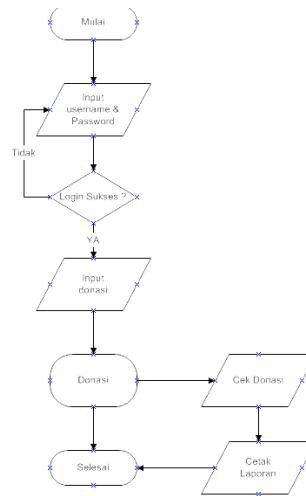 Mulai
Input
username &
Password
Tidak
Login Sukses ?
YA
Input
donasi
Donasi
Cek Donasi
Selesai
Cetak
Laporan